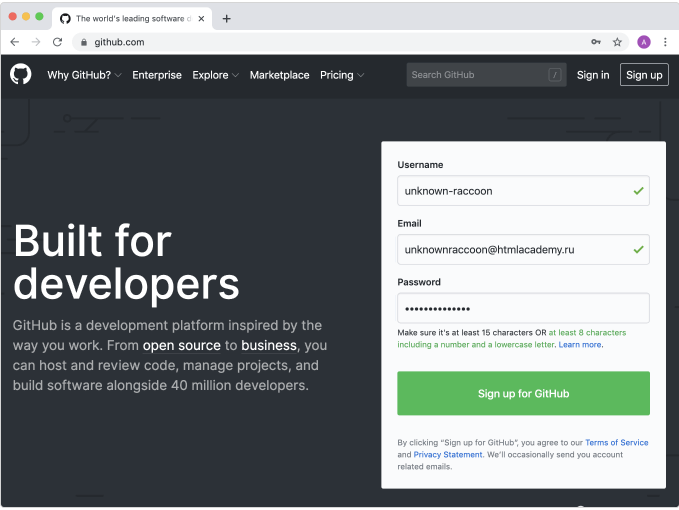 The world's leading software d
github.com
A
Why GitHub? Enterprise Explore Marketplace Pricing Search GitHub / Sign in Sign up
Built for
developers
GitHub is a development platform inspired by the
way you work. From open source to business, you
can host and review code, manage projects, and
build software alongside 40 million developers.
Username
unknown-raccoon
Email
unknownraccoon@htmlacademy.ru
Password
••••••••••••••
Make sure it's at least 15 characters OR at least 8 characters
including a number and a lowercase letter. Learn more.
Sign up for GitHub
By clicking “Sign up for GitHub”, you agree to our Terms of Service
and Privacy Statement. We’ll occasionally send you account
related emails.